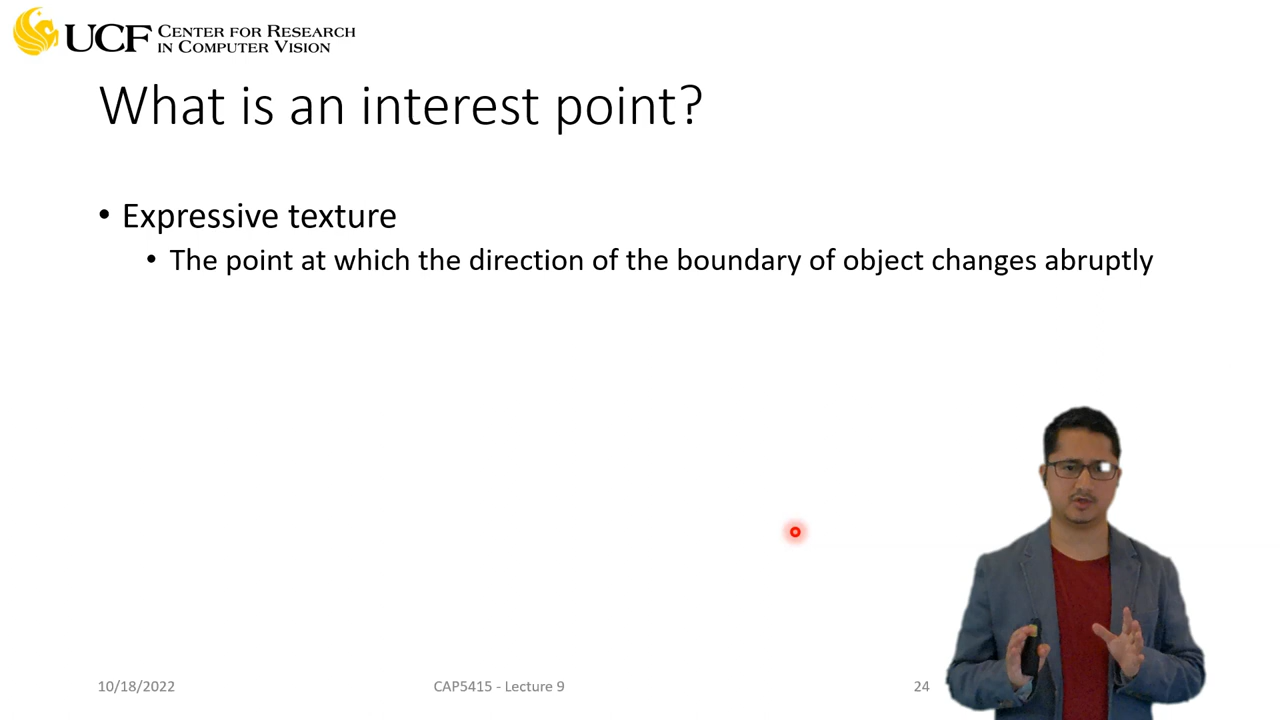 UCF CENTER FOR RESEARCH
IN COMPUTER VISION
What is an interest point?
• Expressive texture
• The point at which the direction of the boundary of object changes abruptly
10/18/2022
CAP5415 - Lecture 9
24